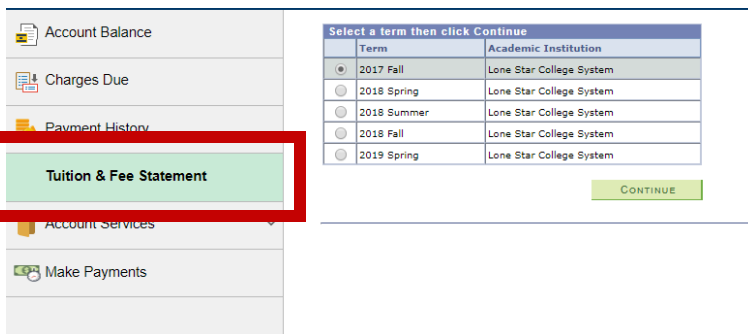 Account Balance
Charges Due
Payment History
Tuition & Fee Statement
Account Services
Make Payments
Select a term then click Continue
Term Academic Institution
2017 Fall Lone Star College System
2018 Spring Lone Star College System
2018 Summer Lone Star College System
2018 Fall Lone Star College System
2019 Spring Lone Star College System
CONTINUE